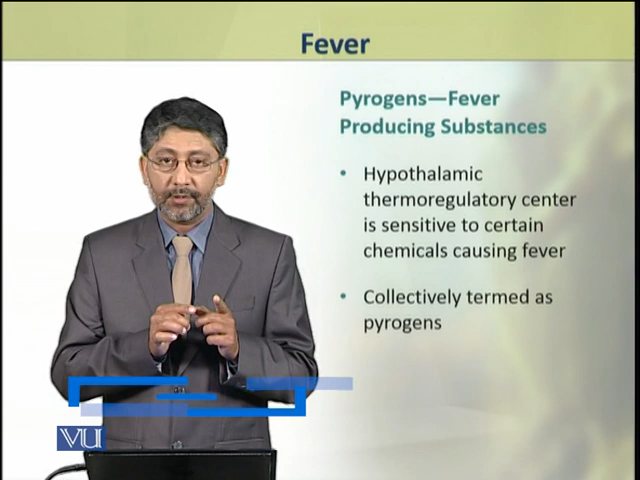 Fever
Pyrogens—Fever
Producing Substances
• Hypothalamic
thermoregulatory center
is sensitive to certain
chemicals causing fever
• Collectively termed as
pyrogens
VU